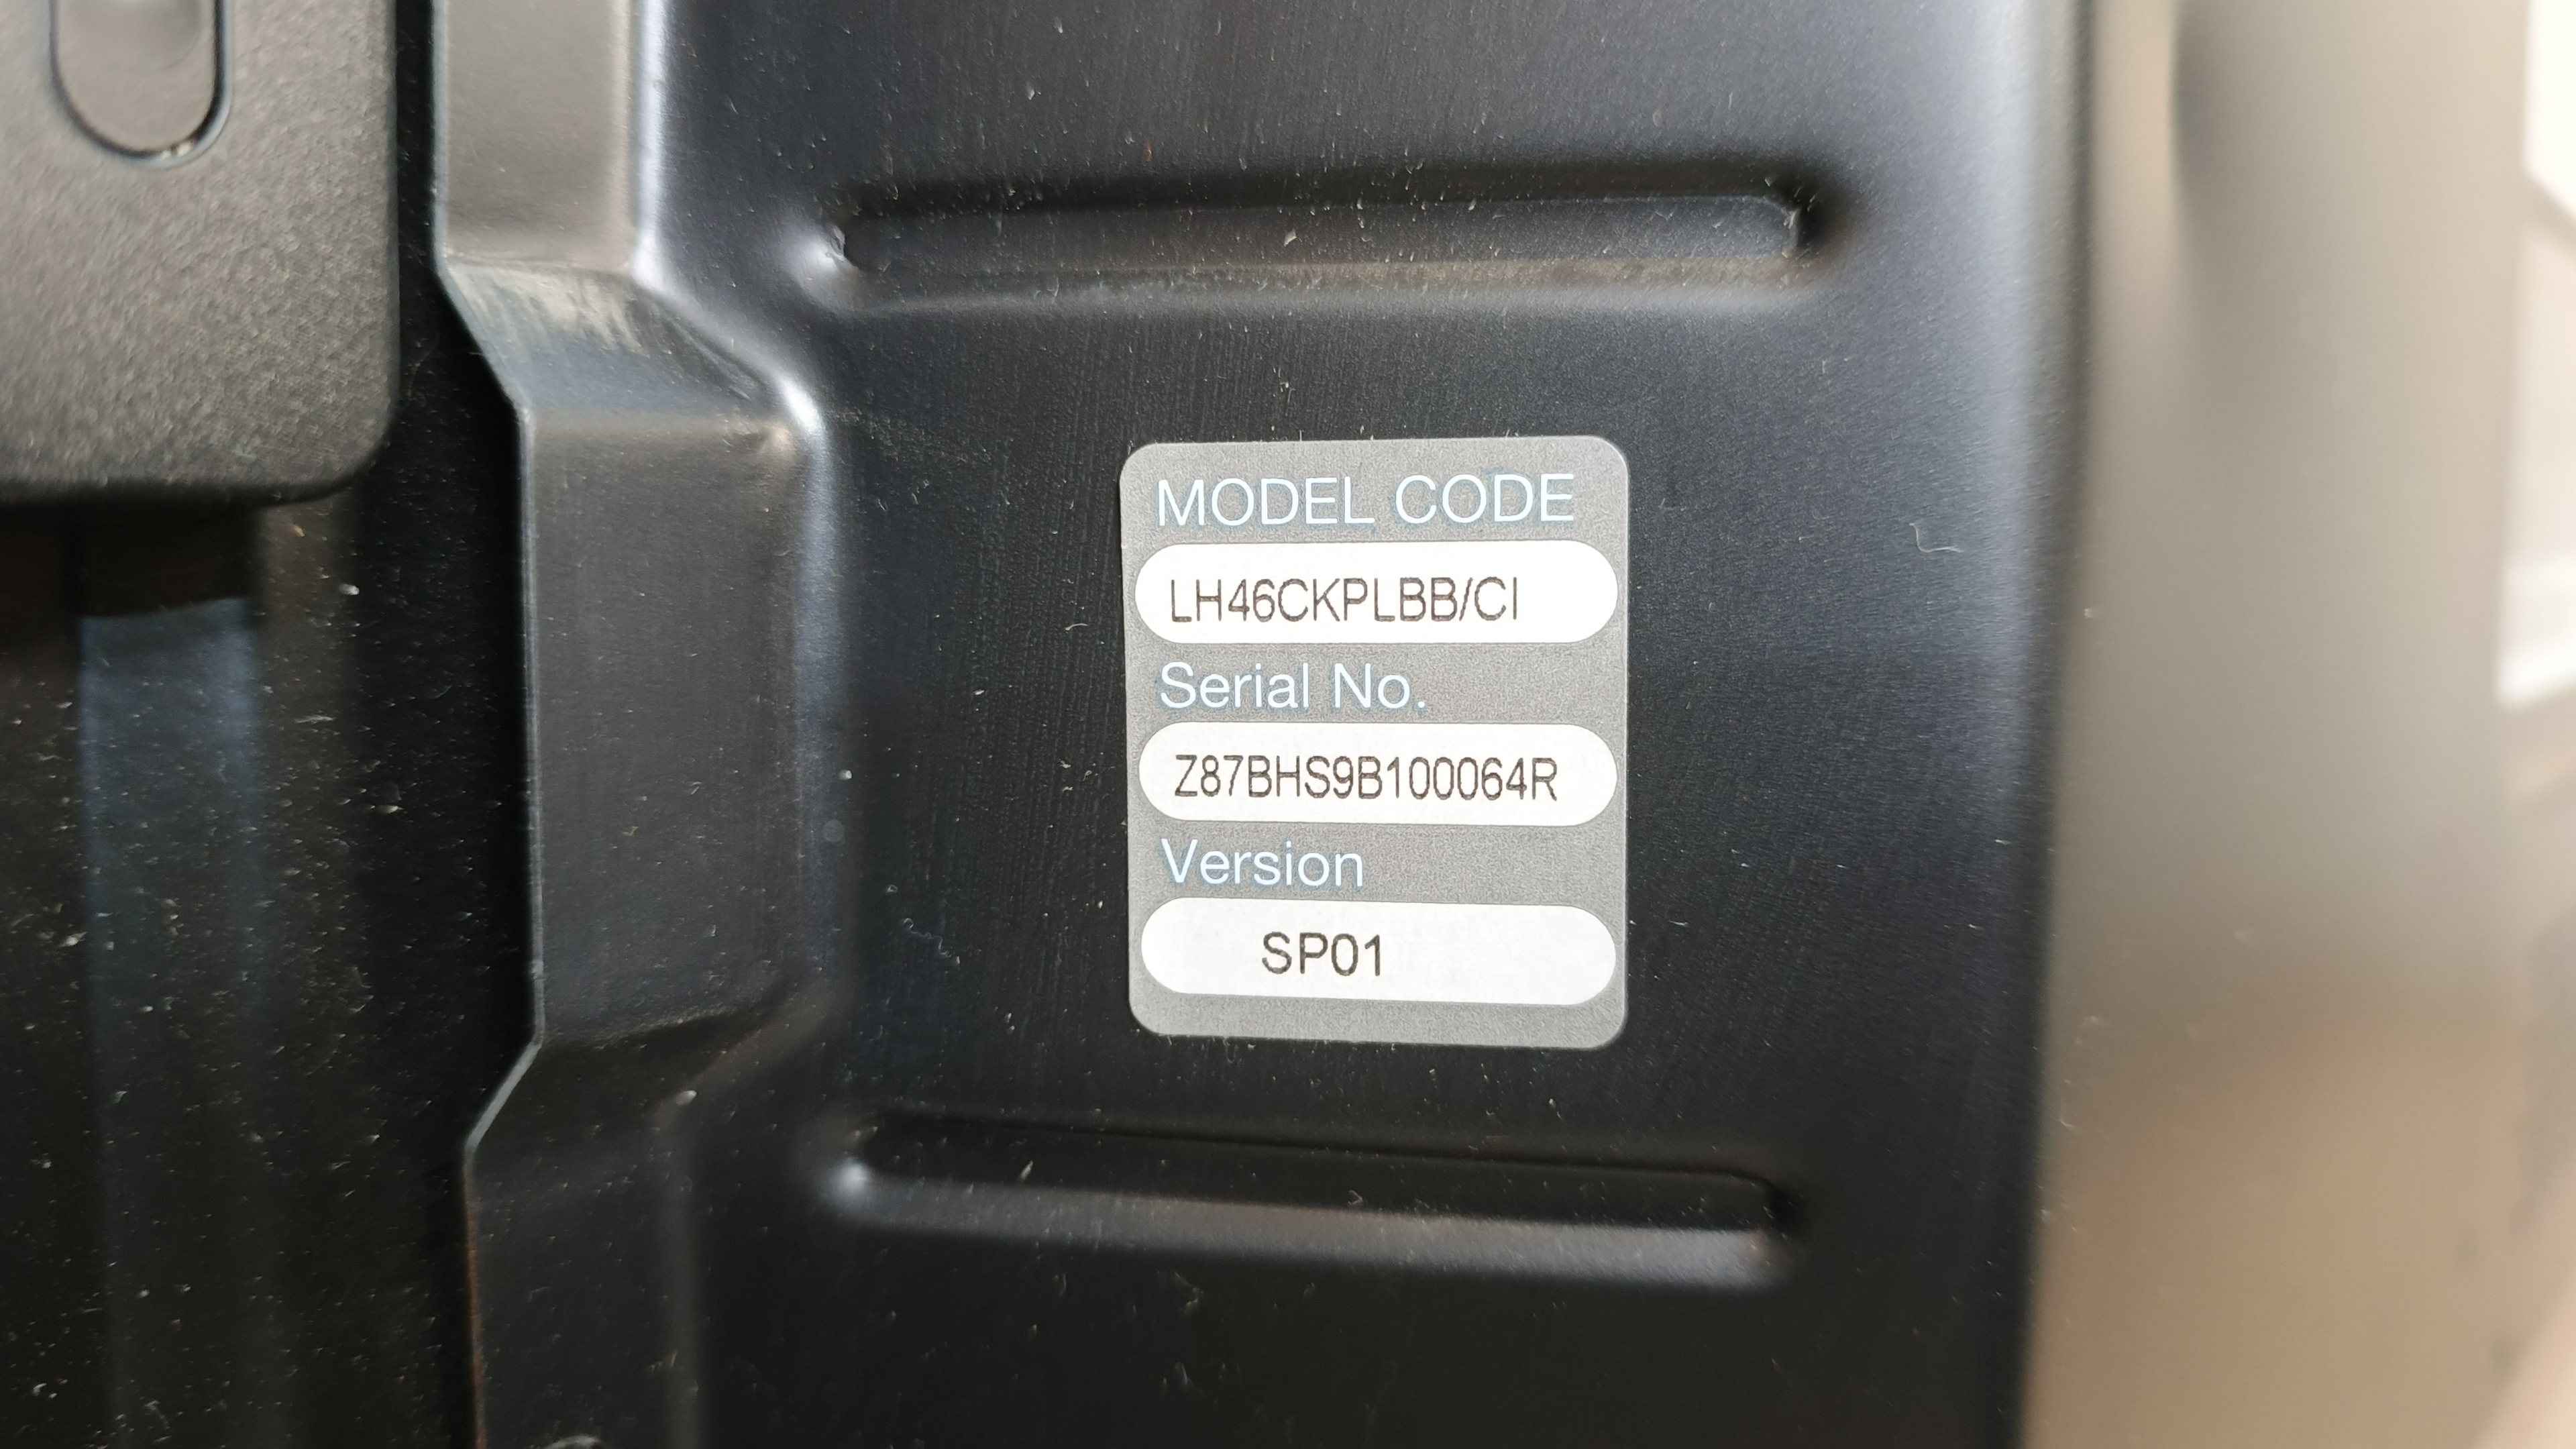 MODEL CODE
LH46CKPLBB/CI
Serial No.
Z87BHS9B100064R
Version
SP01